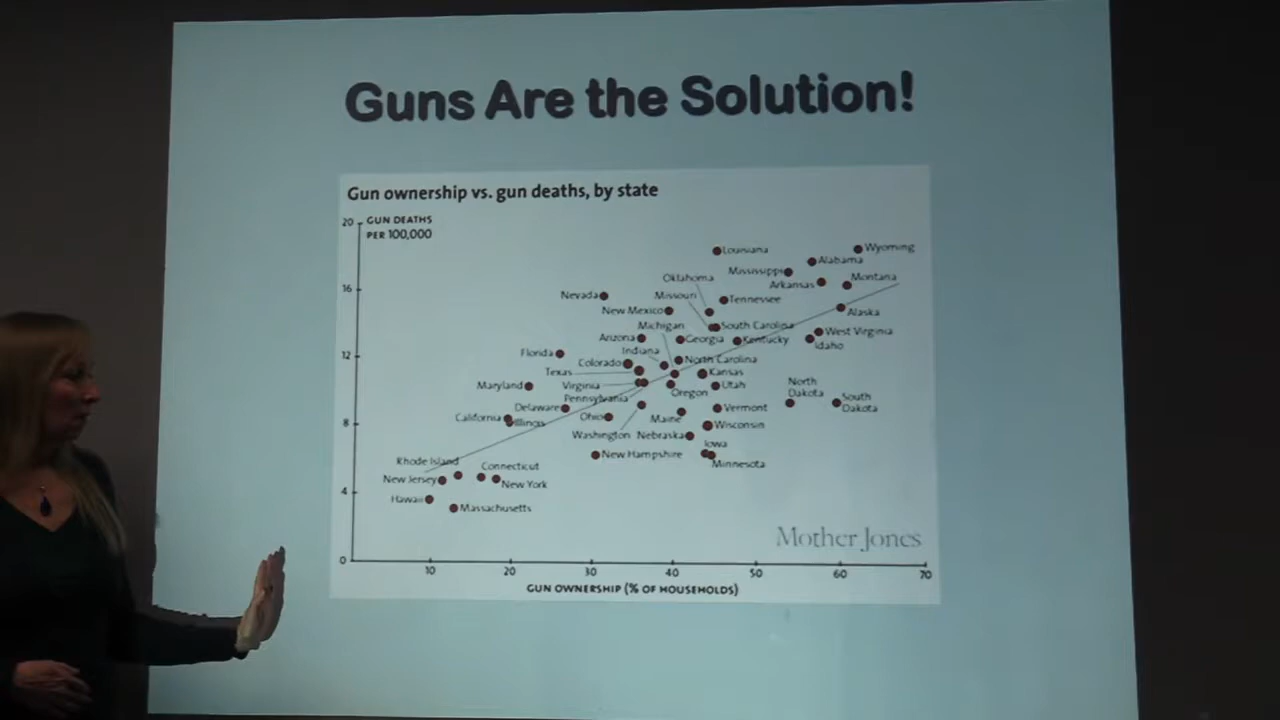 Guns Are the Solution!
Gun ownership vs. gun deaths, by state
20
GUN DEATHS
PER 100,000
Louisiana
Wyoming
Alabama
Mississippi
Oklahoma
Arkansas
Montana
16
Nevada
Missouri
Tennessee
New Mexico
Alaska
Michigan
South Carolina
West Virginia
Arizona
Georgia
Kentucky
Idaho
12
Florida
Indiana
Colorado
North Carolina
Texas
Kansas
Maryland
Virginia
Utah
North
Dakota
Oregon
Pennsylvania
South
Dakota
Delaware
Vermont
California
Illinois
Ohio
Maine
8
Wisconsin
Washington
Nebraska
Iowa
New Hampshire
Minnesota
Rhode Island
Connecticut
New Jersey
New York
4
Hawaii
Massachusetts
Mother Jones
0
10 20 30 40 50 60 70
GUN OWNERSHIP (% OF HOUSEHOLDS)